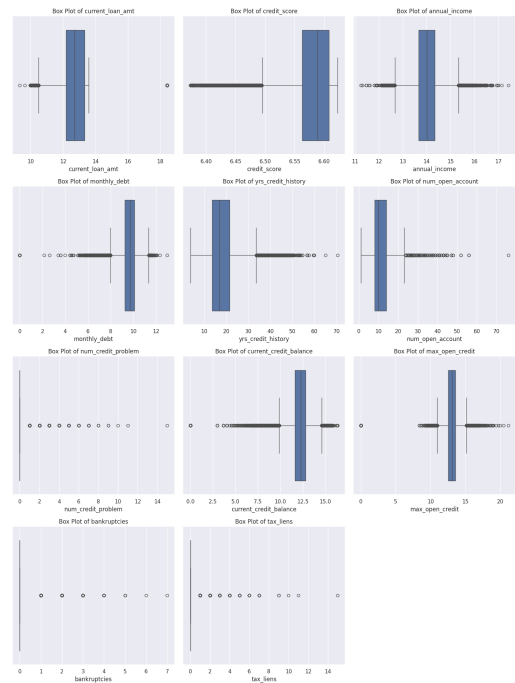 Box Plot of current_loan_amt
Box Plot of credit_score
Box Plot of annual_income
10 12 14 16 18
6.40 6.45 6.50 6.55 6.60
11 12 13 14 15 16 17
current_loan_amt
credit_score
annual_income
Box Plot of monthly_debt
Box Plot of yrs_credit_history
Box Plot of num_open_account
0 2 4 6 8 10 12
10 20 30 40 50 60 70
0 10 20 30 40 50 60 70
monthly_debt
yrs_credit_history
num_open_account
Box Plot of num_credit_problem
Box Plot of current_credit_balance
Box Plot of max_open_credit
0 2 4 6 8 10 12 14
0.0 2.5 5.0 7.5 10.0 12.5 15.0
0 5 10 15 20
num_credit_problem
current_credit_balance
max_open_credit
Box Plot of bankruptcies
Box Plot of tax_liens
0 1 2 3 4 5 6 7
0 2 4 6 8 10 12 14
bankruptcies
tax_liens